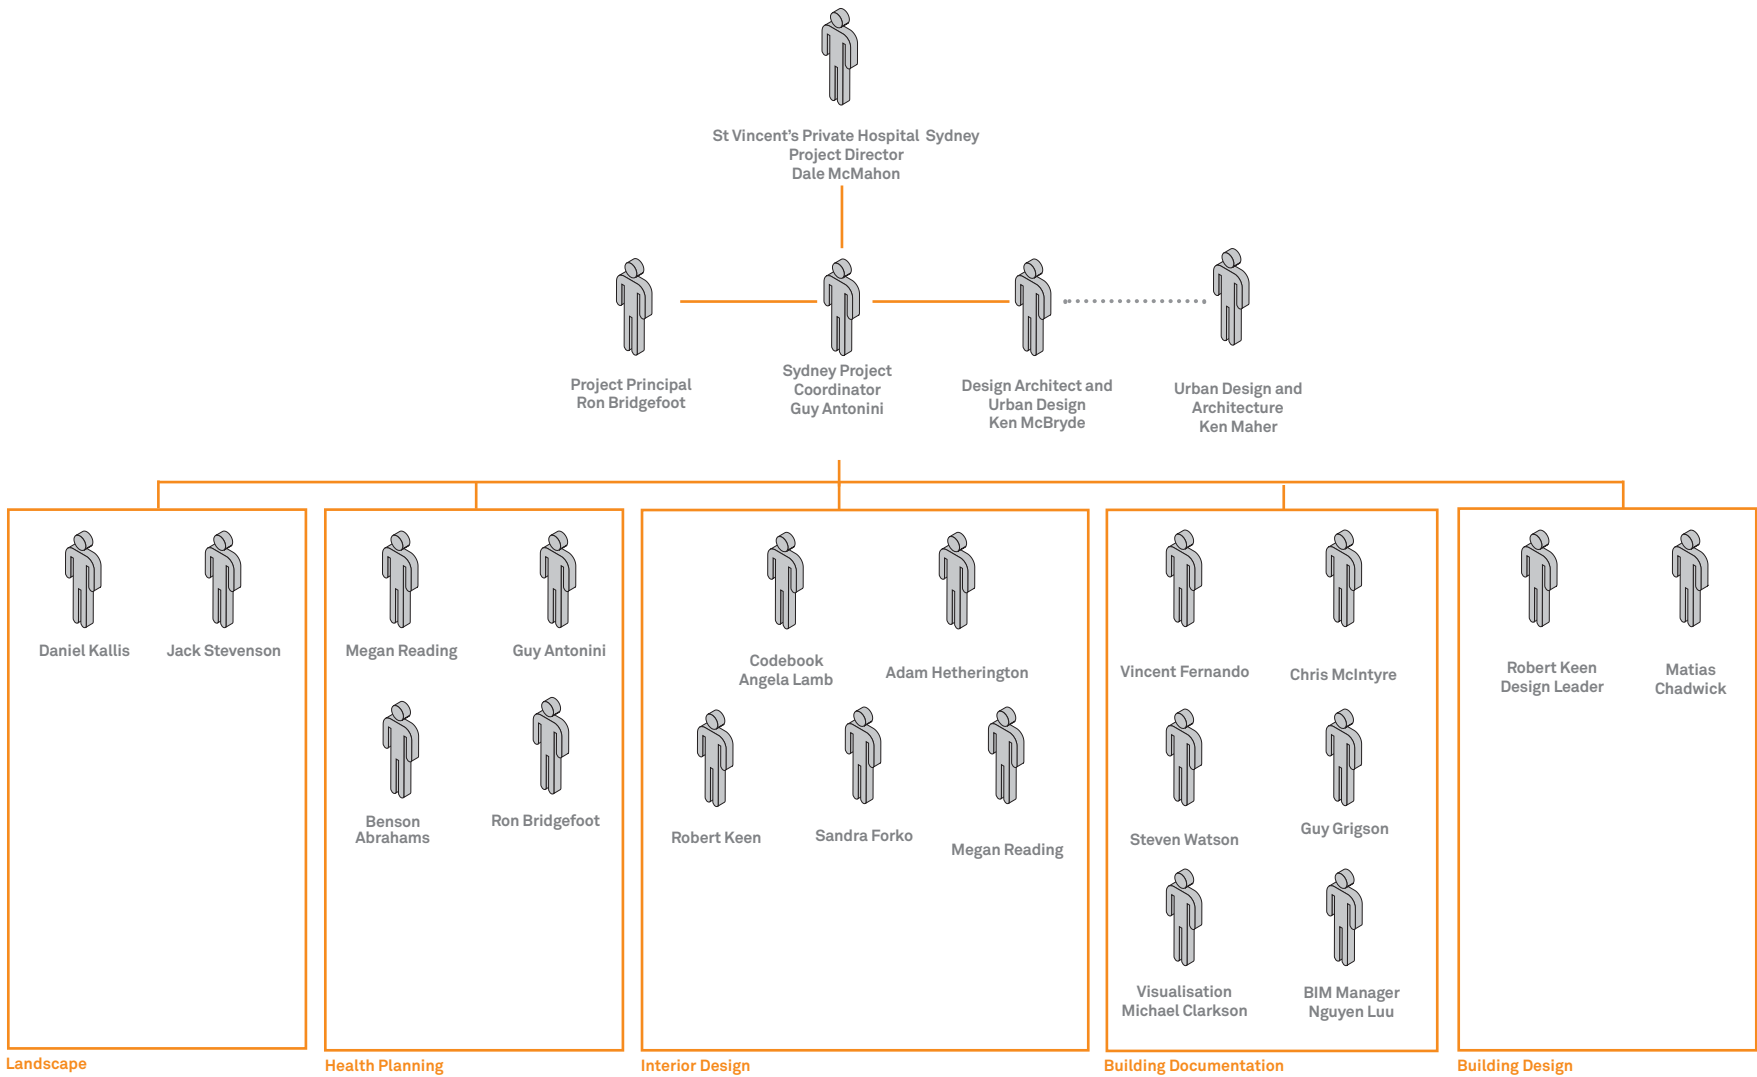 St Vincent’s Private Hospital Sydney
Project Director
Dale McMahon
Project Principal
Ron Bridgefoot
Sydney Project
Coordinator
Guy Antonini
Design Architect and
Urban Design
Ken McBryde
Urban Design and
Architecture
Ken Maher
Daniel Kallis
Jack Stevenson
Landscape
Megan Reading
Guy Antonini
Benson
Abrahams
Ron Bridgefoot
Health Planning
Codebook
Angela Lamb
Adam Hetherington
Robert Keen
Sandra Forko
Megan Reading
Interior Design
Vincent Fernando
Chris McIntyre
Steven Watson
Guy Grigson
Visualisation
Michael Clarkson
BIM Manager
Nguyen Luu
Building Documentation
Robert Keen
Design Leader
Matias
Chadwick
Building Design